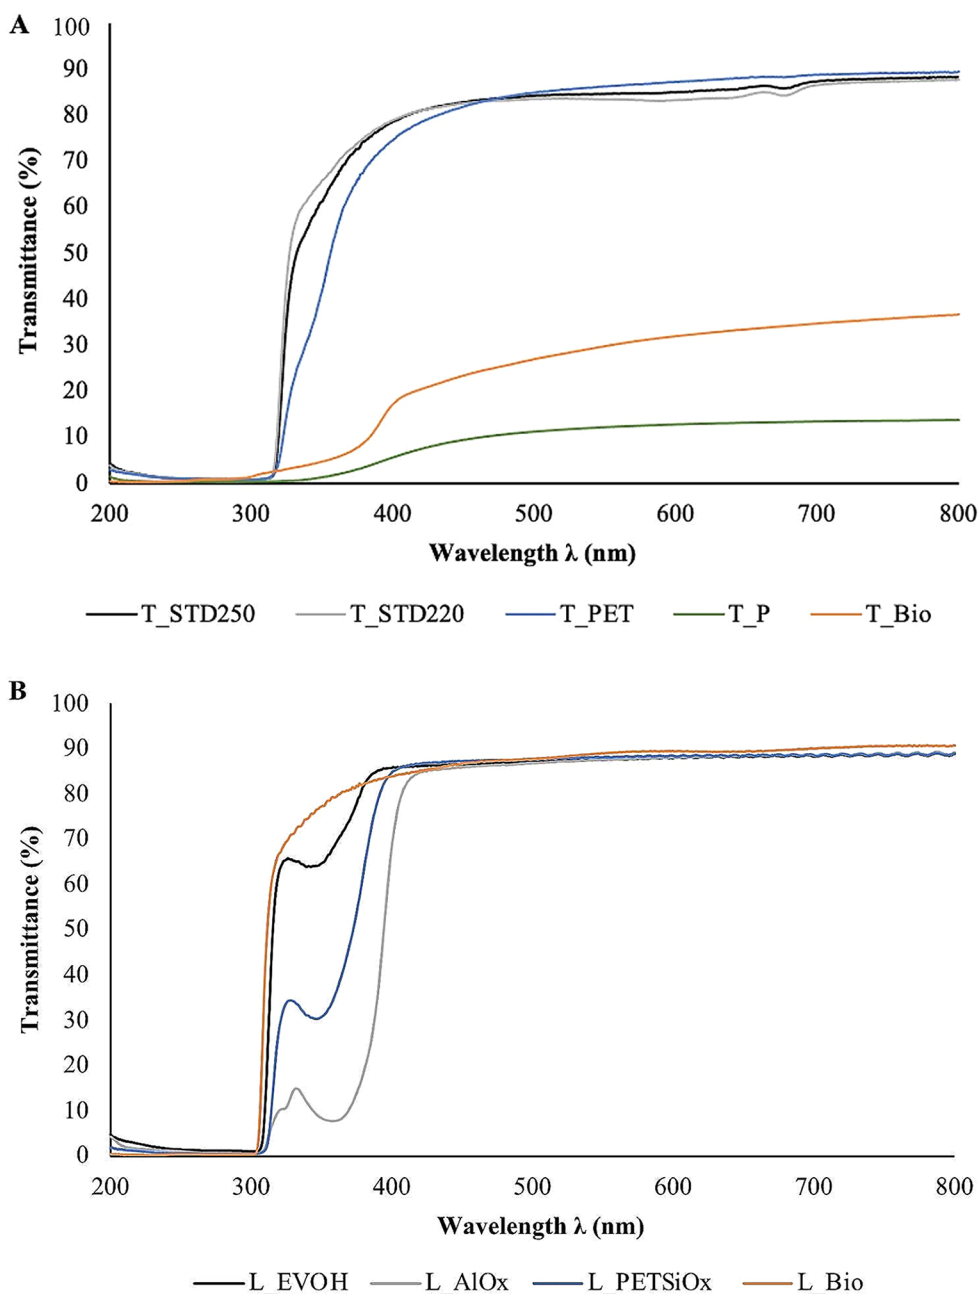 A
100
90
80
70
60
50
40
30
20
10
0
Transmittance (%)
200 300 400 500 600 700 800
Wavelength λ (nm)
T_STD250 T_STD220 T_PET T_P T_Bio
B
100
90
80
70
60
50
40
30
20
10
0
Transmittance (%)
200 300 400 500 600 700 800
Wavelength λ (nm)
L_EVOH L_AlOx L_PETSiOx L_Bio